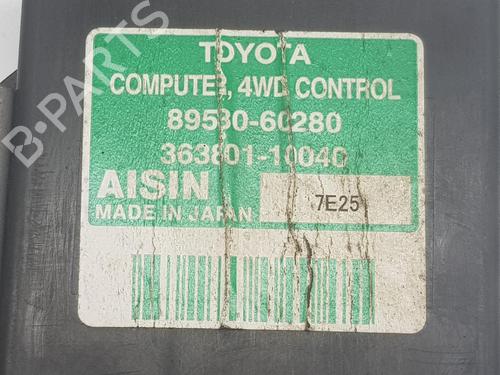 B-PARTS
TOYOTA
COMPUTER, 4WD CONTROL
89530-60280
363801-10040
AISIN
MADE IN JAPAN
7E25